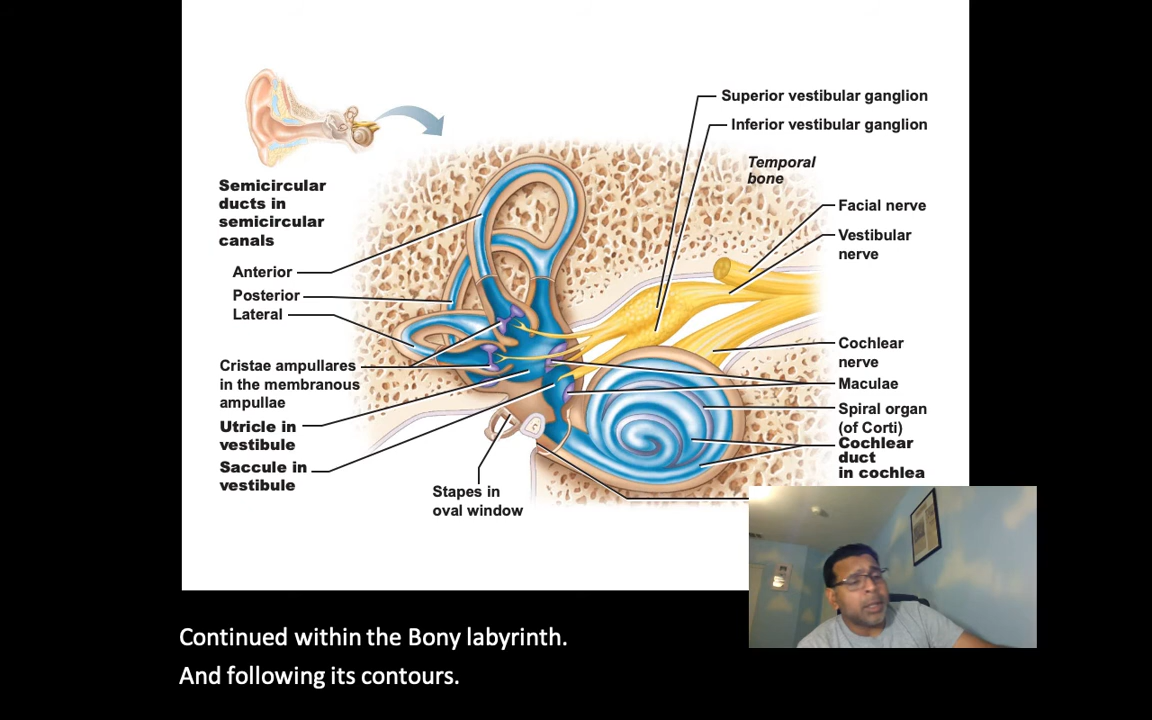 Superior vestibular ganglion
Inferior vestibular ganglion
Temporal
bone
Semicircular
ducts in
semicircular
canals
Facial nerve
Vestibular
nerve
Anterior
Posterior
Lateral
Cristae ampullares
in the membranous
ampullae
Utricle in
vestibule
Saccule in
vestibule
Stapes in
oval window
Cochlear
nerve
Maculae
Spiral organ
(of Corti)
Cochlear
duct
in cochlea
Continued within the Bony labyrinth.
And following its contours.